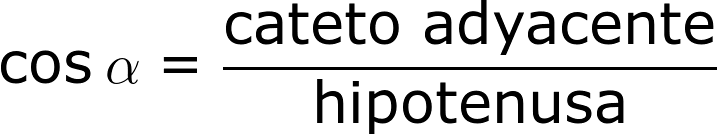 cateto adyacente
cos α =
hipotenusa